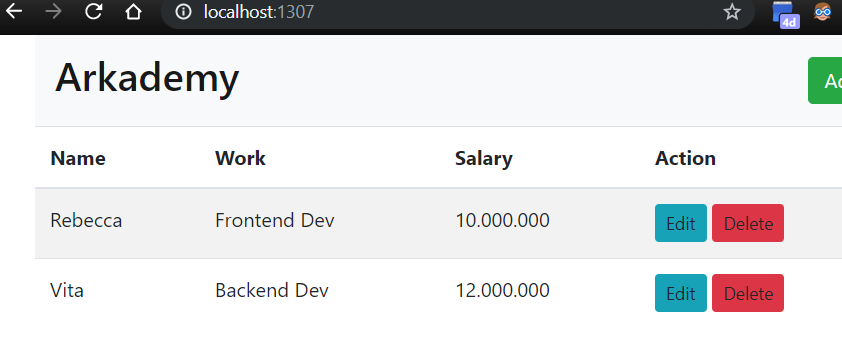 localhost:1307
4d
Arkademy
Name Work Salary Action
Rebecca Frontend Dev 10.000.000 Edit Delete
Vita Backend Dev 12.000.000 Edit Delete